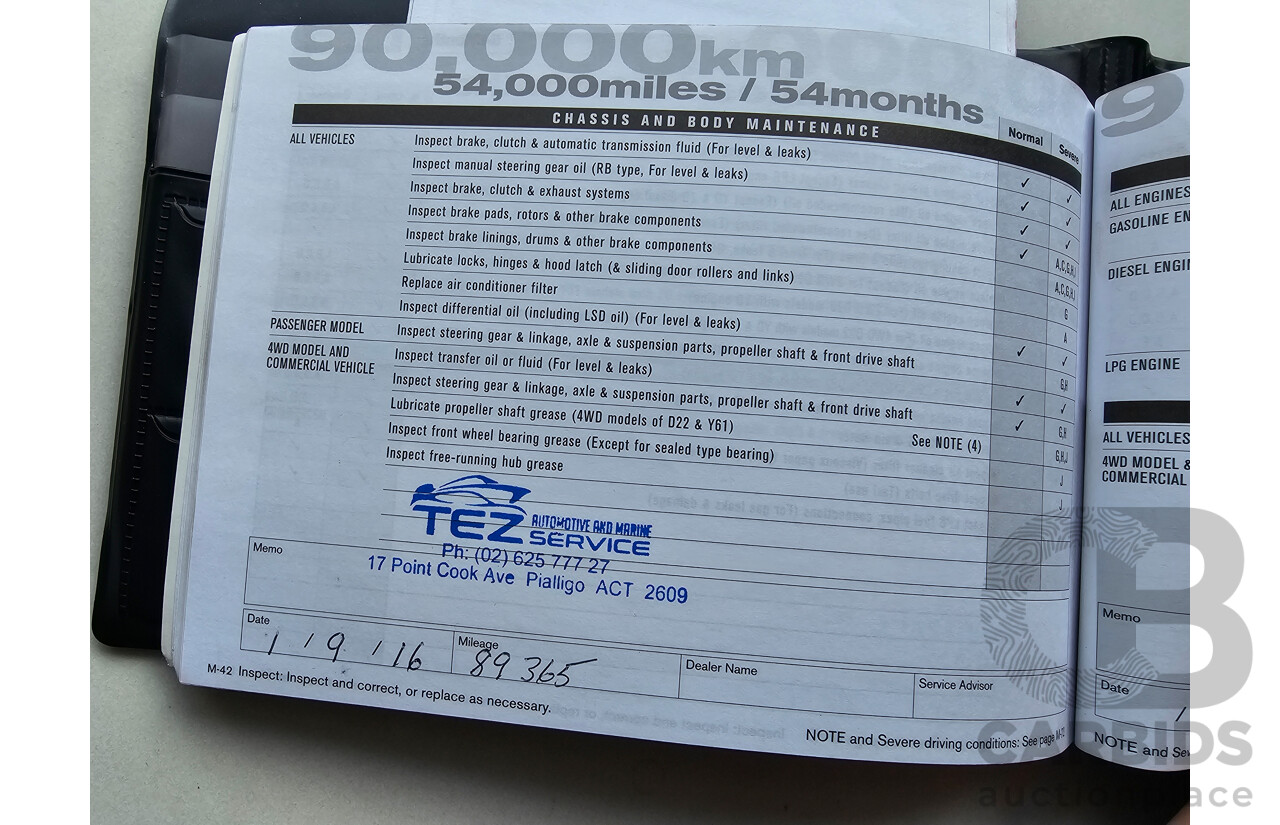 90,000km
54,000miles / 54months
CHASSIS AND BODY MAINTENANCE
Normal
Severe
ALL VEHICLES
Inspect brake, clutch & automatic transmission fluid (For level & leaks)
Inspect manual steering gear oil (RB type, For level & leaks)
✓ ✓
Inspect brake, clutch & exhaust systems
✓ ✓
Inspect brake pads, rotors & other brake components
✓ ✓
Inspect brake linings, drums & other brake components
✓ A,C,G,H,I
Lubricate locks, hinges & hood latch (& sliding door rollers and links)
A,C,G,H,I
Replace air conditioner filter
G
Inspect differential oil (including LSD oil) (For level & leaks)
A
PASSENGER MODEL
Inspect steering gear & linkage, axle & suspension parts, propeller shaft & front drive shaft
✓ ✓
4WD MODEL AND
COMMERCIAL VEHICLE
Inspect transfer oil or fluid (For level & leaks)
G,H
Inspect steering gear & linkage, axle & suspension parts, propeller shaft & front drive shaft
✓ ✓
Lubricate propeller shaft grease (4WD models of D22 & Y61)
See NOTE (4)
✓ G,H
Inspect front wheel bearing grease (Except for sealed type bearing)
G,H,J
Inspect free-running hub grease
J
J
TEZ AUTOMOTIVE AND MARINE
SERVICE
Ph: (02) 625 777 27
17 Point Cook Ave Pialligo ACT 2609
Memo
Date
1 / 9 / 16
Mileage
89365
Dealer Name
Service Advisor
M-42 Inspect: Inspect and correct, or replace as necessary.
NOTE and Severe driving conditions: See page
9
ALL ENGINES
GASOLINE EN
DIESEL ENGIN
LPG ENGINE
ALL VEHICLES
4WD MODEL &
COMMERCIAL
Memo
Date
NOTE and Sev
CARBIDS
auction place